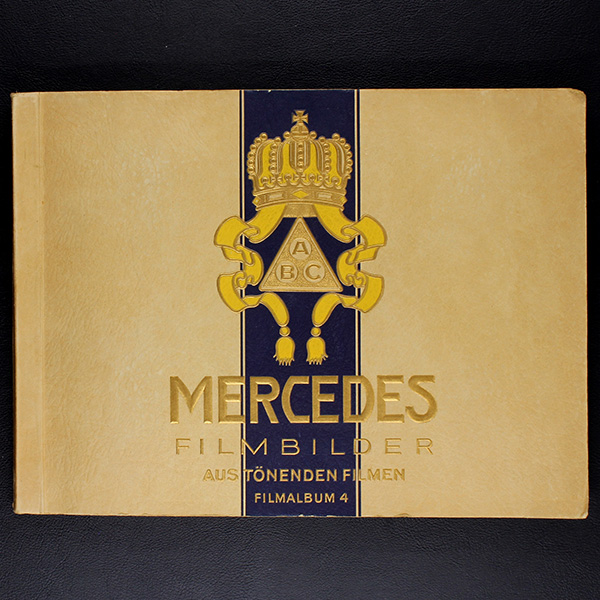 A
B C
MERCEDES
FILMBILDER
AUS TÖNENDEN FILMEN
FILMALBUM 4